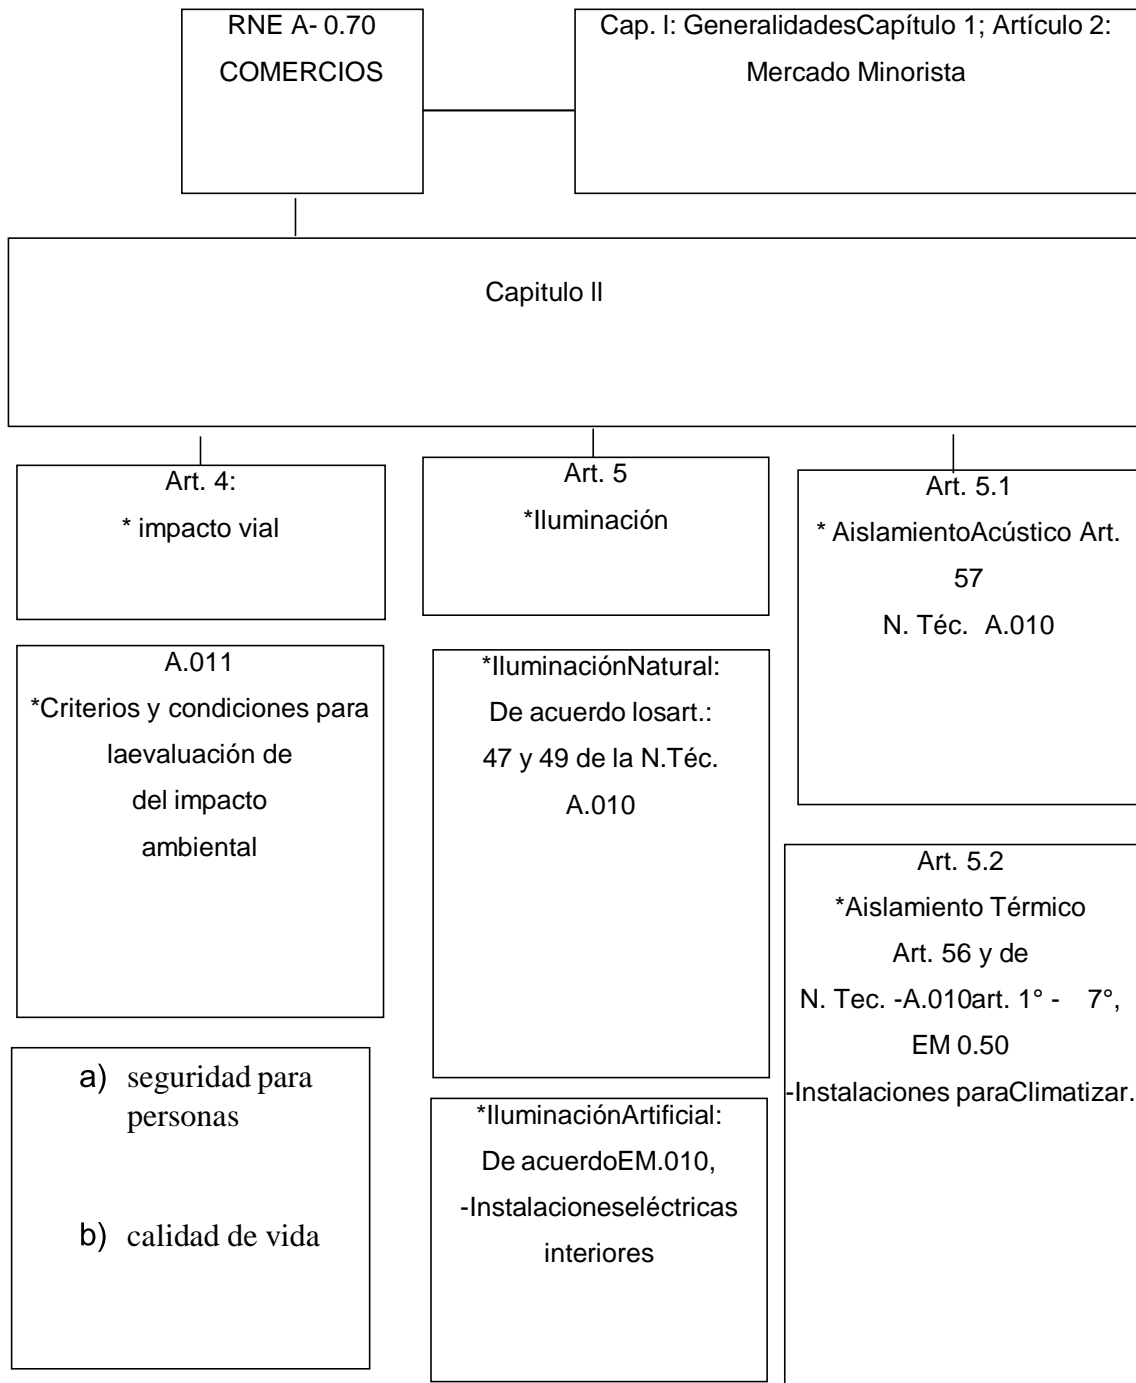 RNE A- 0.70
COMERCIOS
Cap. I: GeneralidadesCapítulo 1; Artículo 2:
Mercado Minorista
Capitulo II
Art. 4:
* impacto vial
A.011
*Criterios y condiciones para
laevaluación de
del impacto
ambiental
a) seguridad para
personas
b) calidad de vida
Art. 5
*Iluminación
*IluminaciónNatural:
De acuerdo losart.:
47 y 49 de la N.Téc.
A.010
*IluminaciónArtificial:
De acuerdoEM.010,
-Instalacioneseléctricas
interiores
Art. 5.1
* AislamientoAcústico Art.
57
N. Téc. A.010
Art. 5.2
*Aislamiento Térmico
Art. 56 y de
N. Tec. -A.010art. 1° - 7°,
EM 0.50
-Instalaciones paraClimatizar.